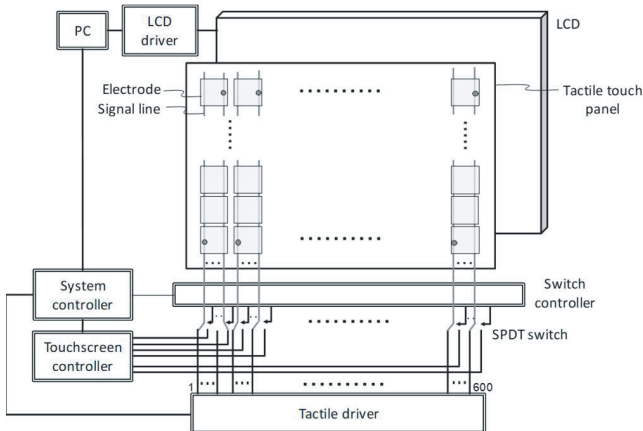 PC
LCD
driver
LCD
Electrode
Signal line
Tactile touch
panel
System
controller
Switch
controller
SPDT switch
Touchscreen
controller
1
600
Tactile driver